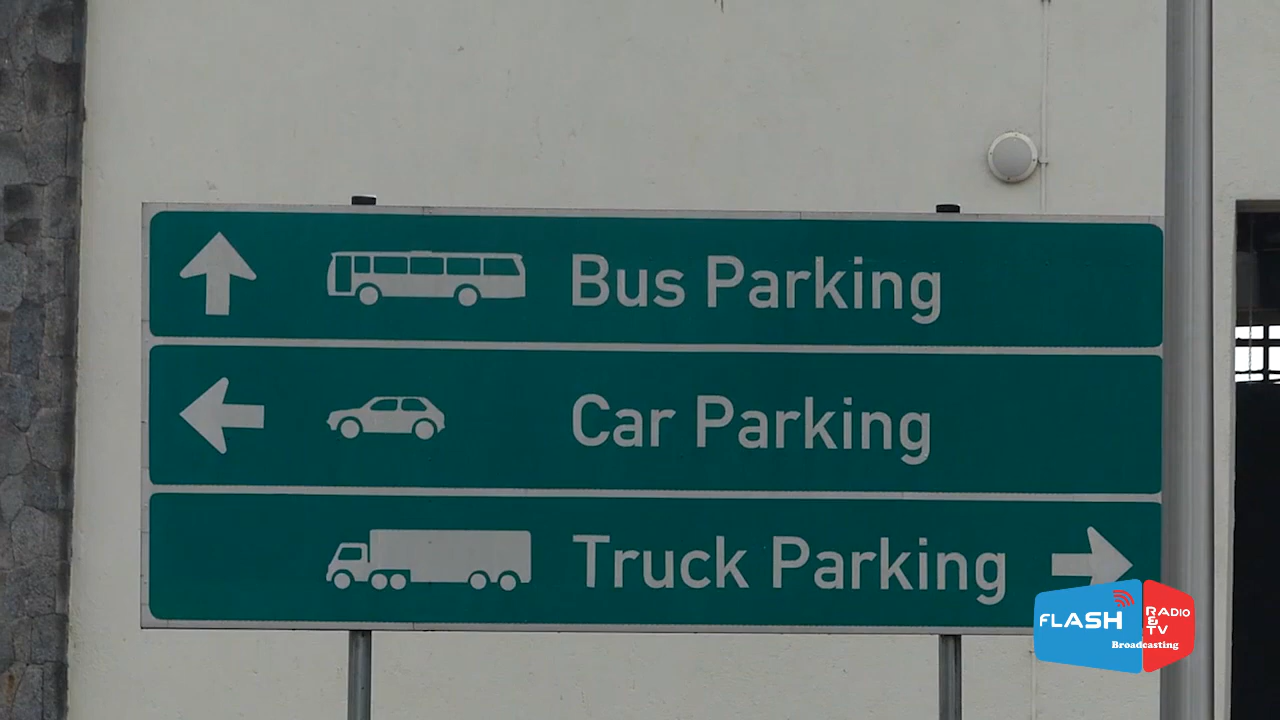 Bus Parking
Car Parking
Truck Parking
FLASH
RADIO
&
TV
Broadcasting